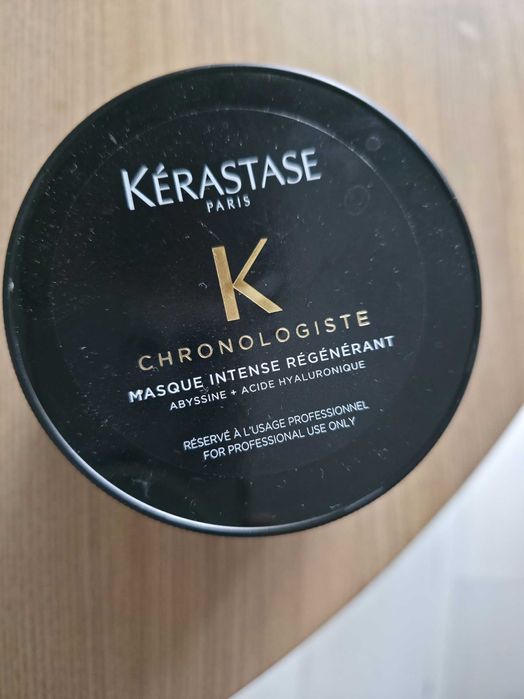 KÉRASTASE
PARIS
K
CHRONOLOGISTE
MASQUE INTENSE RÉGÉNÉRANT
ABYSSINE + ACIDE HYALURONIQUE
RÉSERVÉ À L'USAGE PROFESSIONNEL
FOR PROFESSIONAL USE ONLY